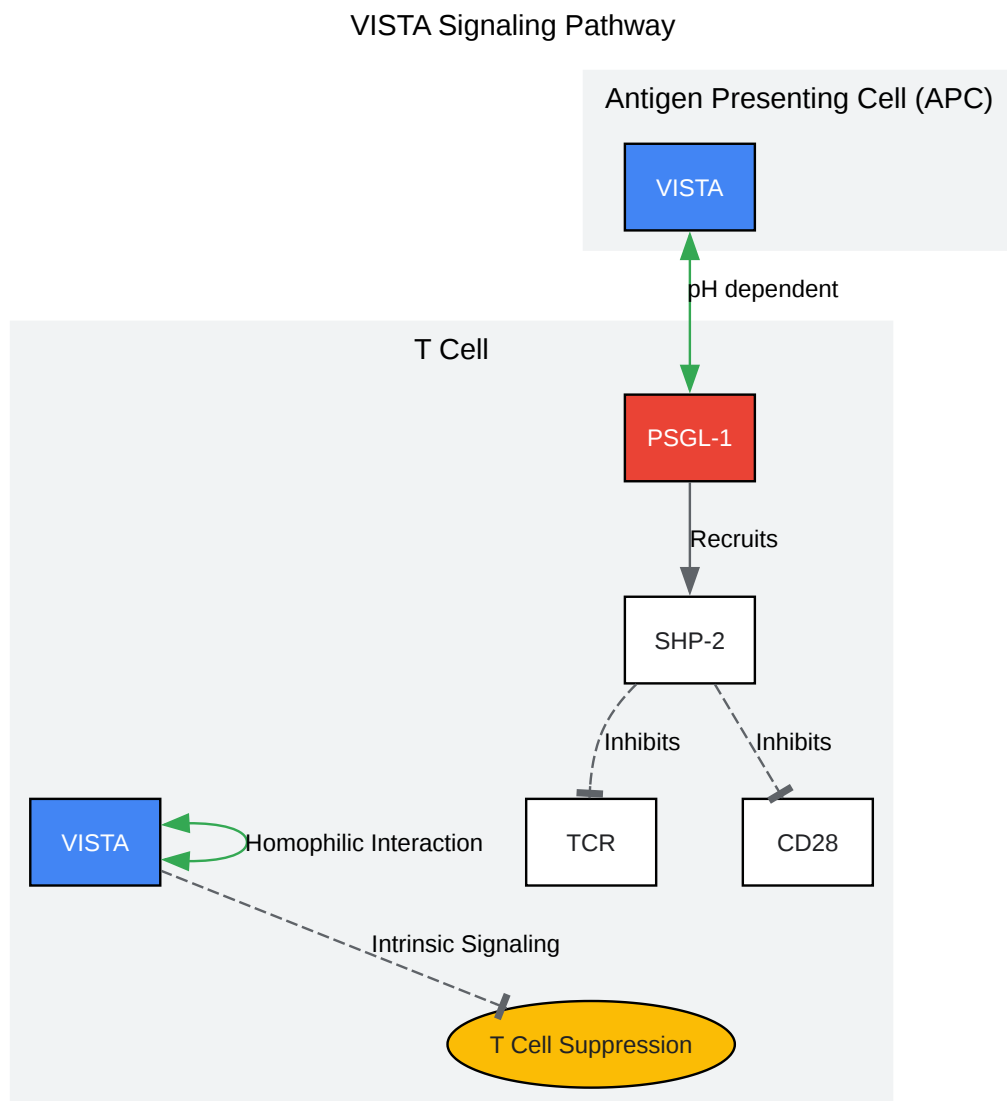 VISTA Signaling Pathway
Antigen Presenting Cell (APC)
VISTA
pH dependent
T Cell
PSGL-1
Recruits
SHP-2
Inhibits
Inhibits
VISTA
Homophilic Interaction
TCR
CD28
Intrinsic Signaling
T Cell Suppression